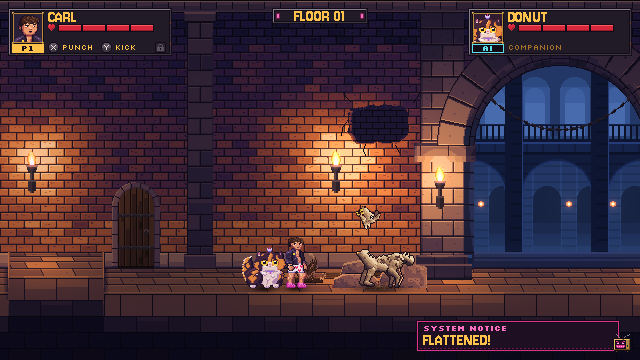 CARL
P1
X PUNCH Y KICK
FLOOR 01
DONUT
AI
COMPANION
SYSTEM NOTICE
FLATTENED!